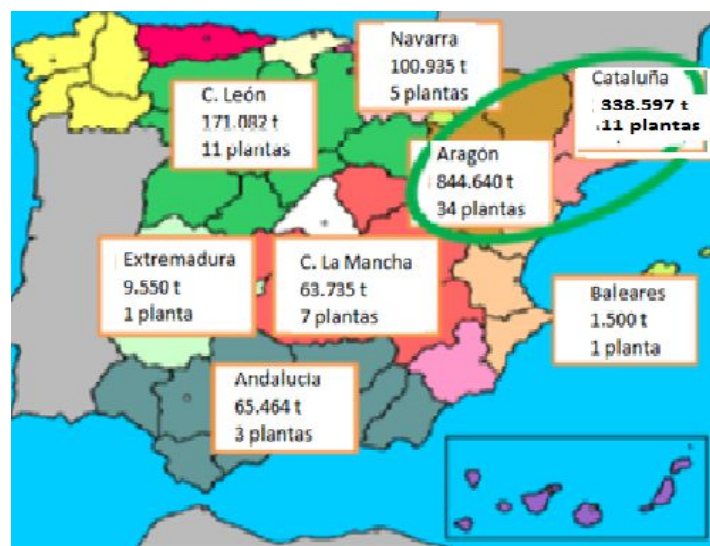 Navarra
100.935 t
5 plantas
Cataluña
338.597 t
11 plantas
C. León
171.082 t
11 plantas
Aragón
844.640 t
34 plantas
Extremadura
9.550 t
1 planta
C. La Mancha
63.735 t
7 plantas
Baleares
1.500 t
1 planta
Andalucia
65.464 t
3 plantas